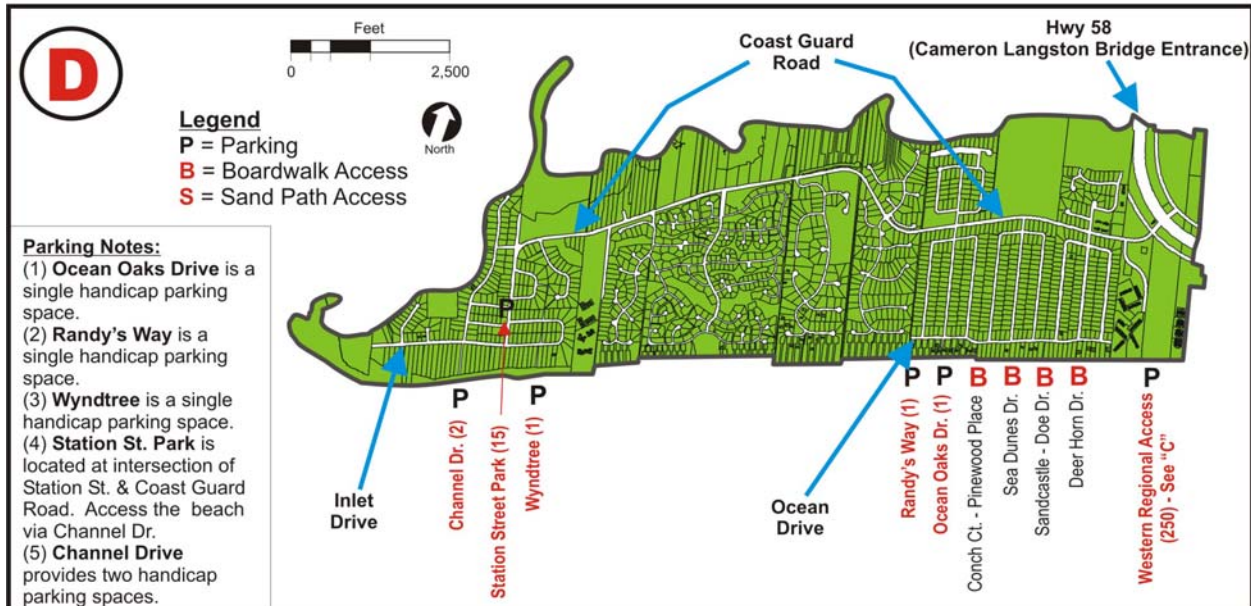 D
Feet
0 2,500
Legend
P = Parking
B = Boardwalk Access
S = Sand Path Access
North
Coast Guard
Road
Hwy 58
(Cameron Langston Bridge Entrance)
Parking Notes:
(1) Ocean Oaks Drive is a
single handicap parking
space.
(2) Randy's Way is a
single handicap parking
space.
(3) Wyndtree is a single
handicap parking space.
(4) Station St. Park is
located at intersection of
Station St. & Coast Guard
Road. Access the beach
via Channel Dr.
(5) Channel Drive
provides two handicap
parking spaces.
P
Inlet
Drive
P
Channel Dr. (2)
Station Street Park (15)
P
Wyndtree (1)
Ocean
Drive
P
Randy's Way (1)
P
Ocean Oaks Dr. (1)
B
Conch Ct. - Pinewood Place
B
Sea Dunes Dr.
B
Sandcastle - Doe Dr.
B
Deer Horn Dr.
P
Western Regional Access
(250) - See "C"